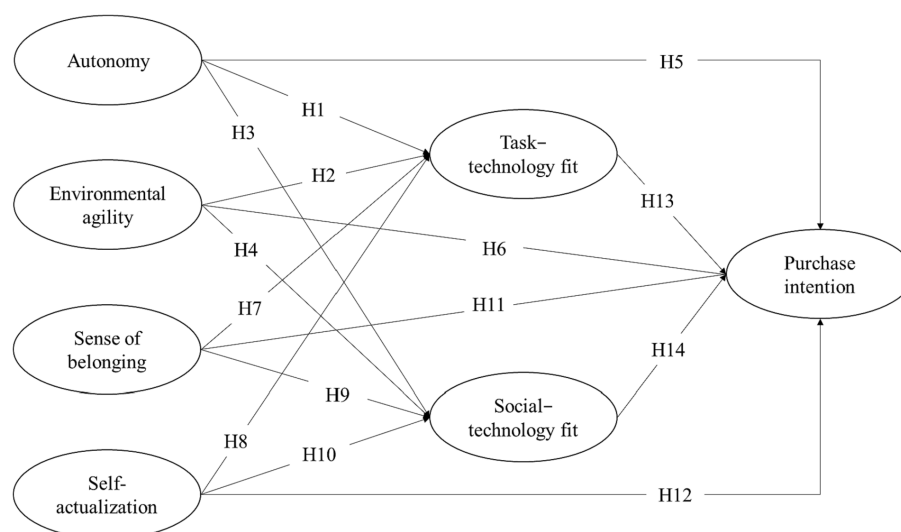 Autonomy
H5
H1
H3
Task–
technology fit
H2
Environmental
agility
H13
H4
H6
Purchase
intention
H7
H11
Sense of
belonging
H14
H9
Social–
technology fit
H8
H10
Self-
actualization
H12